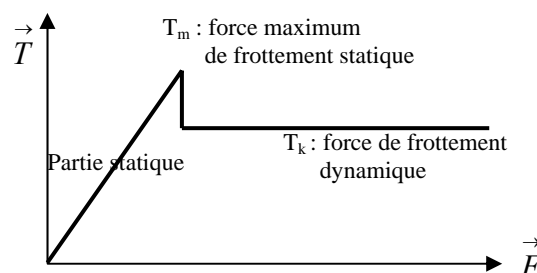 T⃗
Tm : force maximum
de frottement statique
Partie statique
Tk : force de frottement
dynamique
F⃗